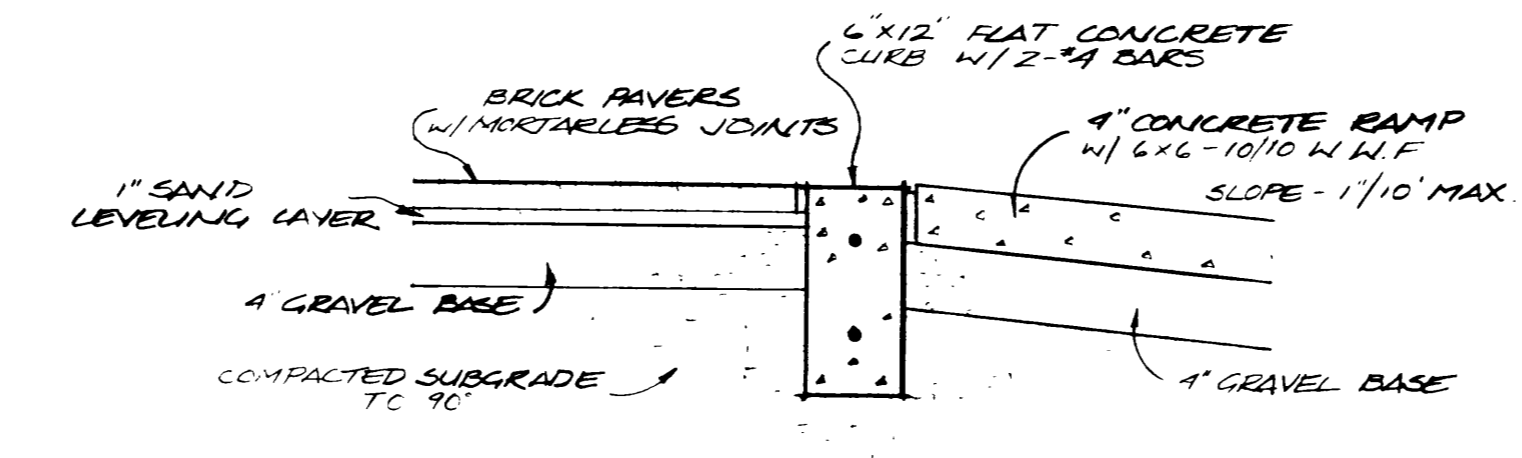 6"X12" FLAT CONCRETE
CURB W/ 2-#4 BARS
BRICK PAVERS
W/ MORTARLESS JOINTS
4" CONCRETE RAMP
W/ 6X6-10/10 W.W.F
SLOPE - 1"/10' MAX.
1" SAND
LEVELING LAYER
4" GRAVEL BASE
COMPACTED SUBGRADE
TO 90°
4" GRAVEL BASE